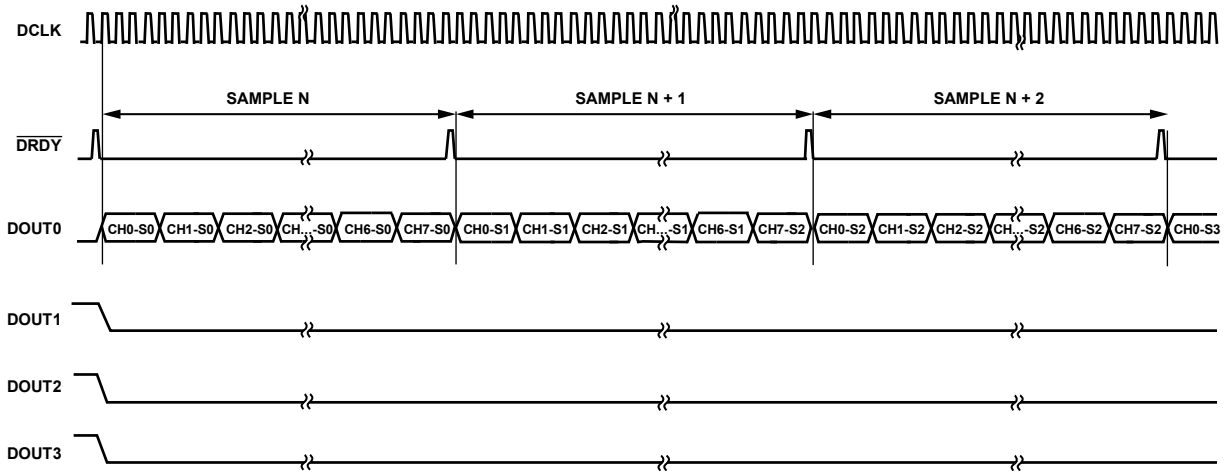 DCLK
SAMPLE N SAMPLE N + 1 SAMPLE N + 2
DRDY
DOUT0 CH0-S0 CH1-S0 CH2-S0 CH...-S0 CH6-S0 CH7-S0 CH0-S1 CH1-S1 CH2-S1 CH...-S1 CH6-S1 CH7-S2 CH0-S2 CH1-S2 CH2-S2 CH...-S2 CH6-S2 CH7-S2 CH0-S3
DOUT1
DOUT2
DOUT3